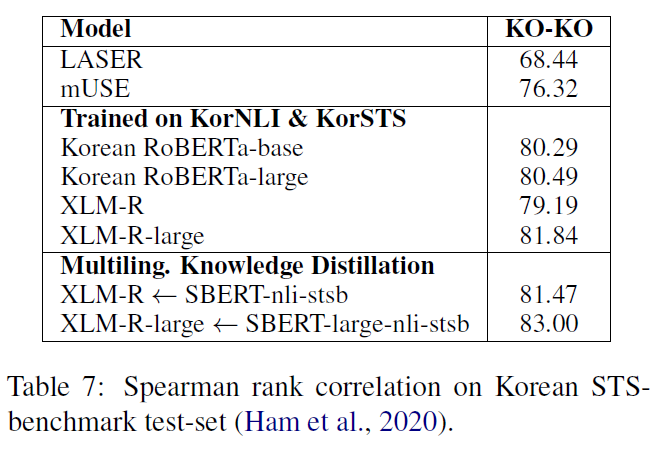 Model KO-KO
LASER 68.44
mUSE 76.32
Trained on KorNLI & KorSTS
Korean RoBERTa-base 80.29
Korean RoBERTa-large 80.49
XLM-R 79.19
XLM-R-large 81.84
Multiling. Knowledge Distillation
XLM-R ← SBERT-nli-stsb 81.47
XLM-R-large ← SBERT-large-nli-stsb 83.00
Table 7: Spearman rank correlation on Korean STS-
benchmark test-set (Ham et al., 2020).